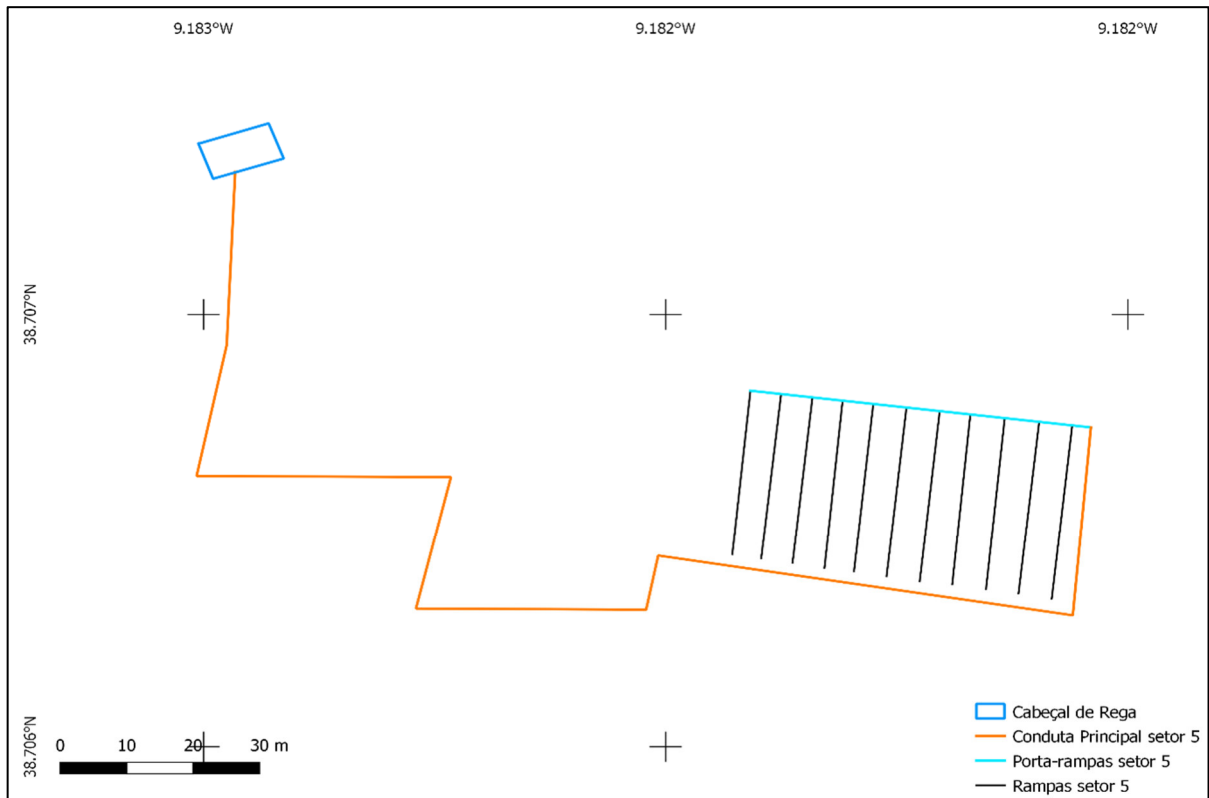 9.183°W 9.182°W 9.182°W
38.707°N
38.706°N
0 10 20 30 m
Cabeçal de Rega
Conduta Principal setor 5
Porta-rampas setor 5
Rampas setor 5